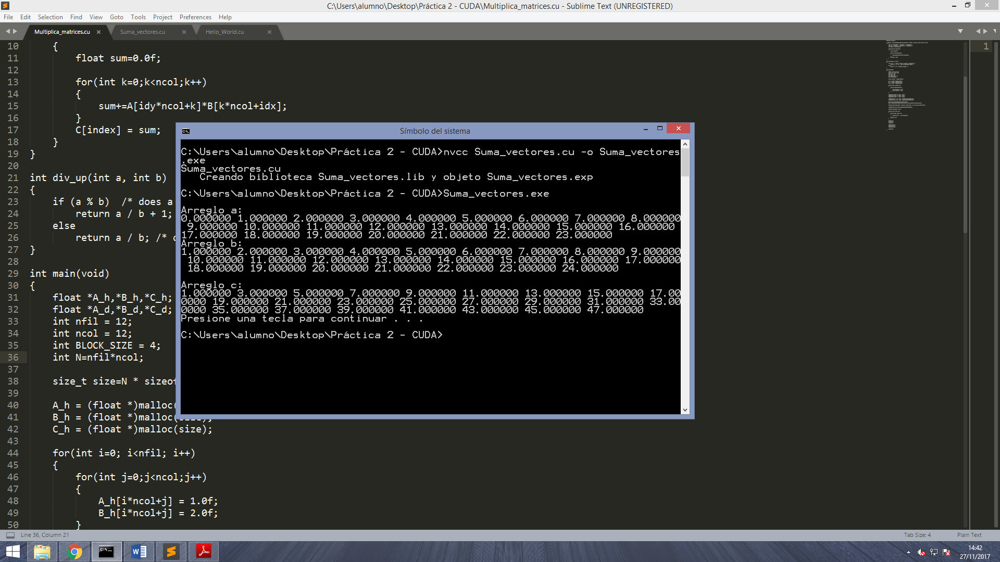 C:\Users\alumno\Desktop\Práctica 2 - CUDA\Multiplica_matrices.cu - Sublime Text (UNREGISTERED)
File Edit Selection Find View Goto Tools Project Preferences Help
Multiplica_matrices.cu Suma_vectores.cu Hello_World.cu
10 {
11 float sum=0.0f;
12
13 for(int k=0;k<ncol;k++)
14 {
15 sum+=A[idy*ncol+k]*B[k*ncol+idx];
16 }
17 C[index] = sum;
18 }
19 }
20
21 int div_up(int a, int b)
22 {
23 if (a % b) /* does a
24 return a / b + 1;
25 else
26 return a / b; /*
27 }
28
29 int main(void)
30 {
31 float *A_h,*B_h,*C_h;
32 float *A_d,*B_d,*C_d;
33 int nfil = 12;
34 int ncol = 12;
35 int BLOCK_SIZE = 4;
36 int N=nfil*ncol;
37
38 size_t size=N * sizeof
39
40 A_h = (float *)malloc(
41 B_h = (float *)malloc(size);
42 C_h = (float *)malloc(size);
43
44 for(int i=0; i<nfil; i++)
45 {
46 for(int j=0;j<ncol;j++)
47 {
48 A_h[i*ncol+j] = 1.0f;
49 B_h[i*ncol+j] = 2.0f;
50 }
1
Símbolo del sistema
C:\Users\alumno\Desktop\Práctica 2 - CUDA>nvcc Suma_vectores.cu -o Suma_vectores
.exe
Suma_vectores.cu
Creando biblioteca Suma_vectores.lib y objeto Suma_vectores.exp
C:\Users\alumno\Desktop\Práctica 2 - CUDA>Suma_vectores.exe
Arreglo a:
0.000000 1.000000 2.000000 3.000000 4.000000 5.000000 6.000000 7.000000 8.000000
9.000000 10.000000 11.000000 12.000000 13.000000 14.000000 15.000000 16.000000
17.000000 18.000000 19.000000 20.000000 21.000000 22.000000 23.000000
Arreglo b:
1.000000 2.000000 3.000000 4.000000 5.000000 6.000000 7.000000 8.000000 9.000000
10.000000 11.000000 12.000000 13.000000 14.000000 15.000000 16.000000 17.000000
18.000000 19.000000 20.000000 21.000000 22.000000 23.000000 24.000000
Arreglo c:
1.000000 3.000000 5.000000 7.000000 9.000000 11.000000 13.000000 15.000000 17.00
0000 19.000000 21.000000 23.000000 25.000000 27.000000 29.000000 31.000000 33.00
0000 35.000000 37.000000 39.000000 41.000000 43.000000 45.000000 47.000000
Presione una tecla para continuar . . .
C:\Users\alumno\Desktop\Práctica 2 - CUDA>
Line 36, Column 21 Tab Size: 4 Plain Text
14:42
27/11/2017